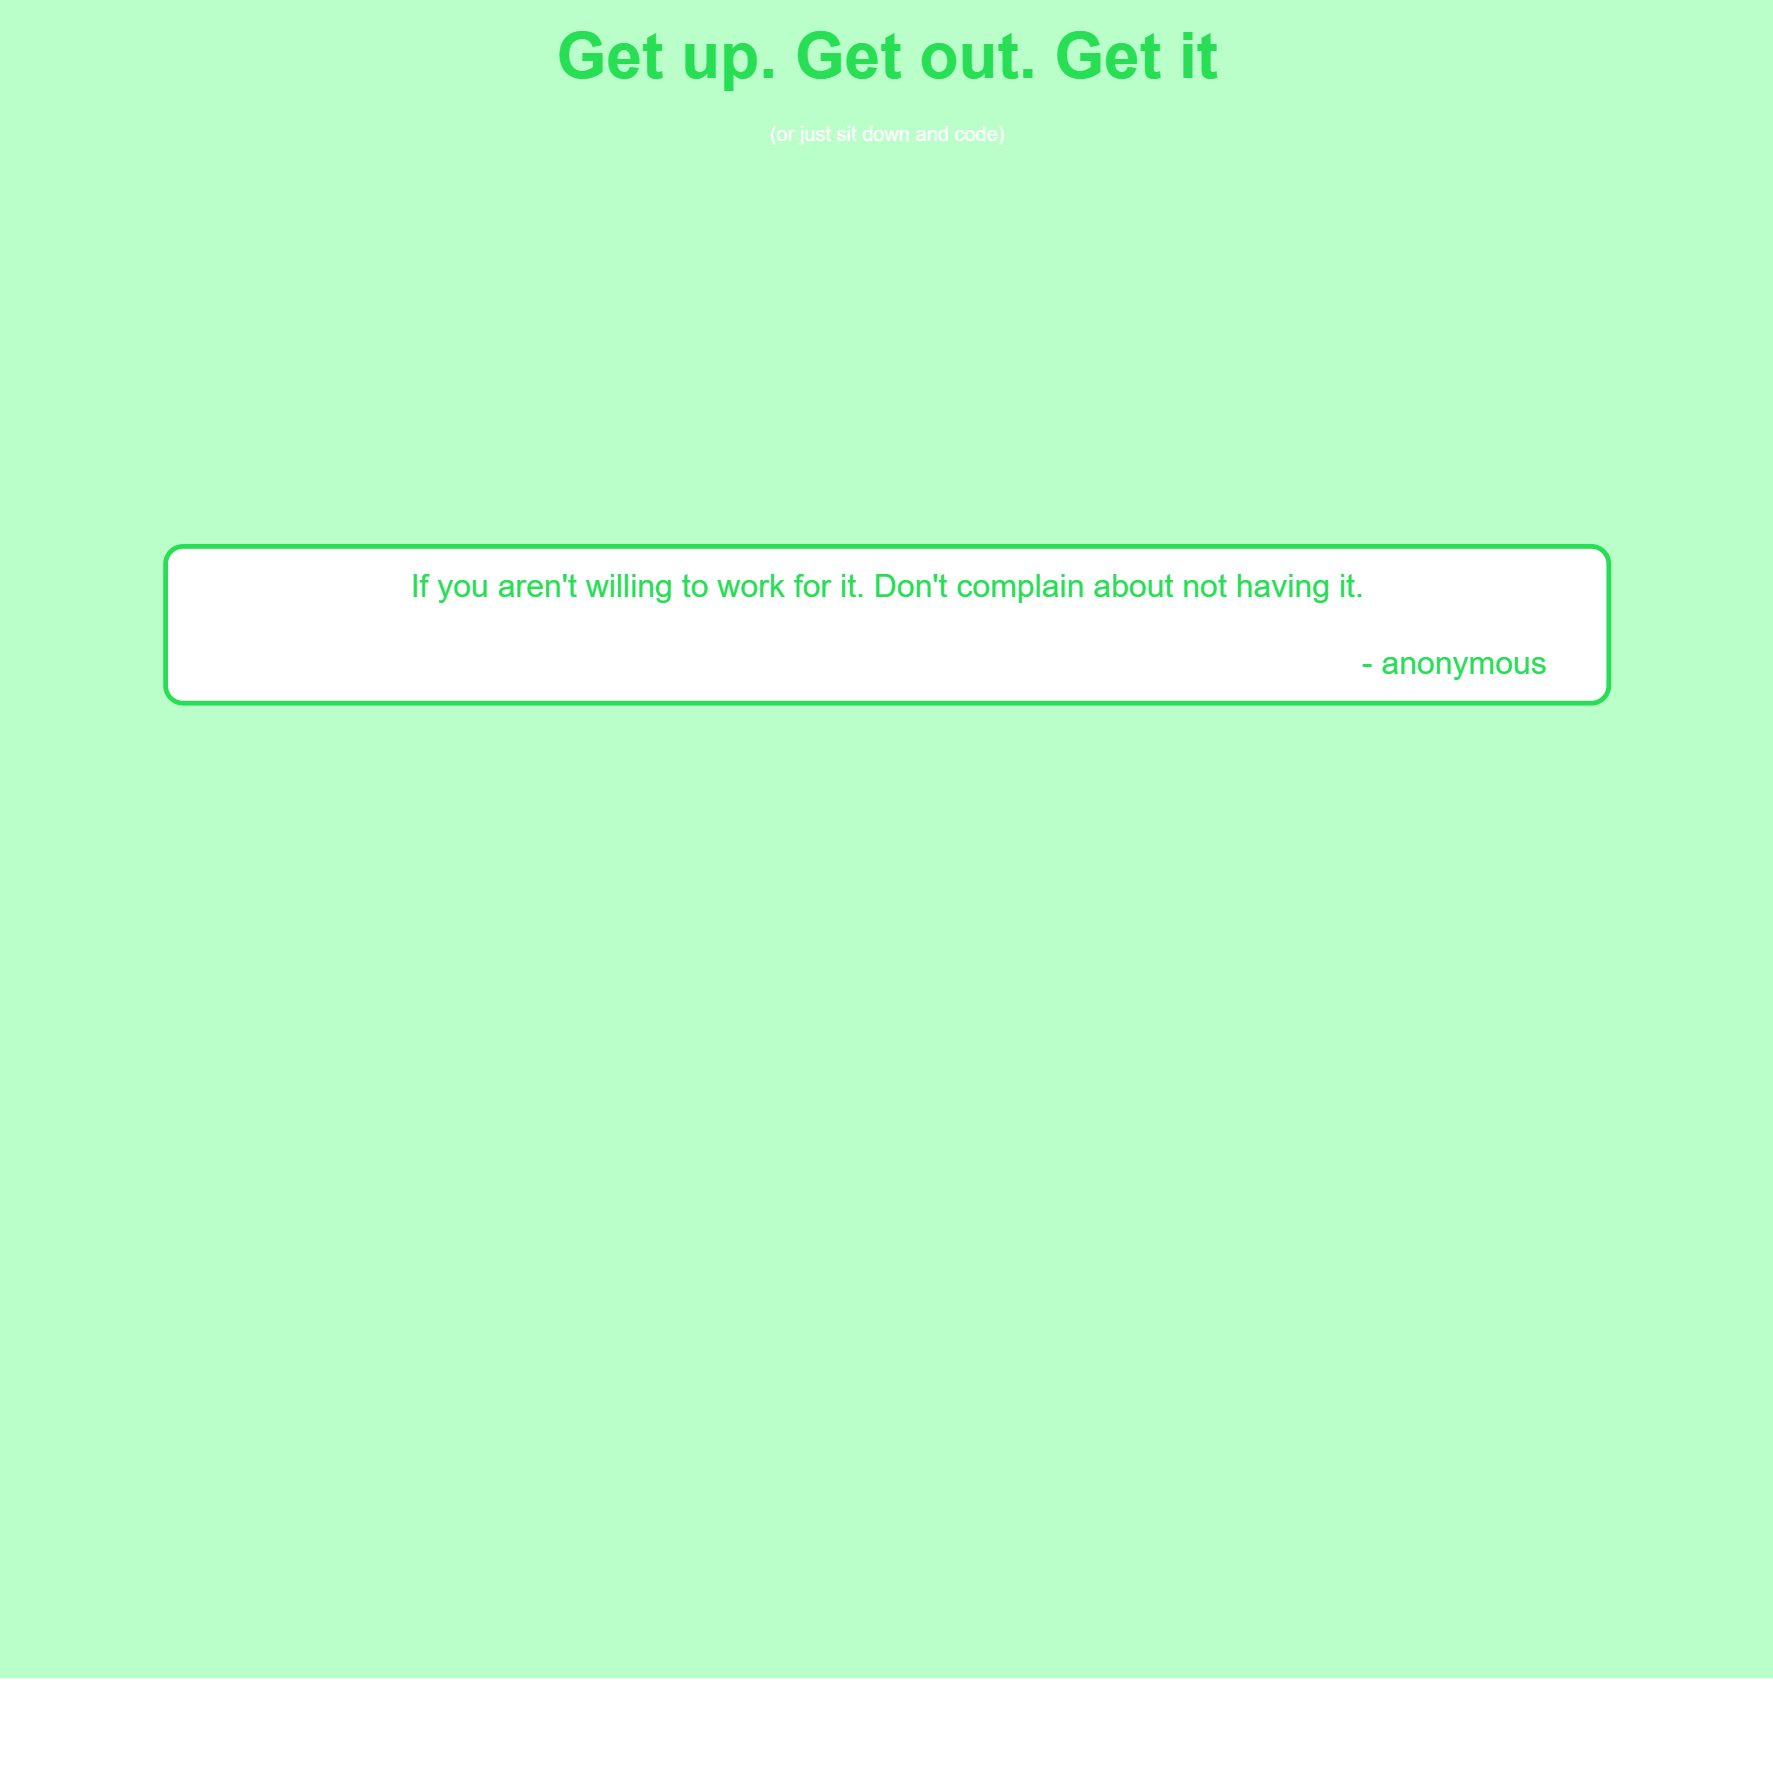 Get up. Get out. Get it
(or just sit down and code)
If you aren't willing to work for it. Don't complain about not having it.
- anonymous